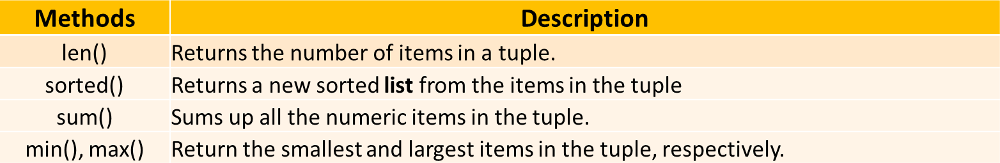 Methods Description
len() Returns the number of items in a tuple.
sorted() Returns a new sorted list from the items in the tuple
sum() Sums up all the numeric items in the tuple.
min(), max() Return the smallest and largest items in the tuple, respectively.